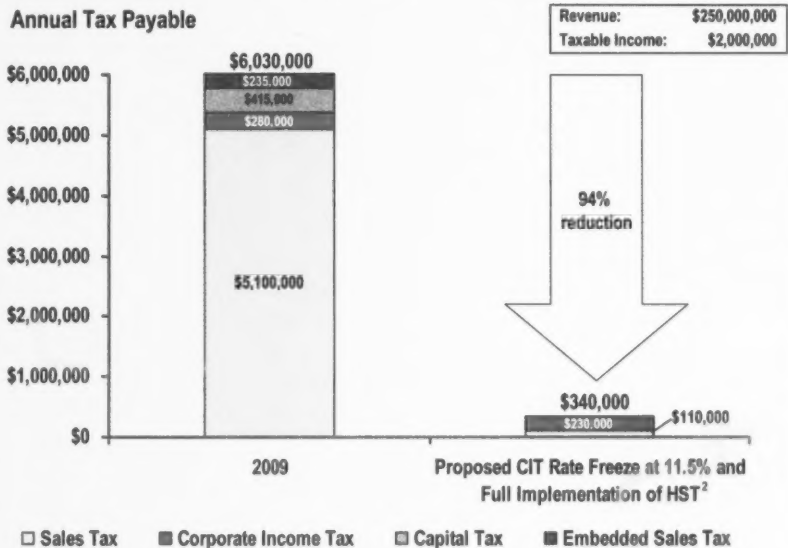 Annual Tax Payable
Revenue: $250,000,000
Taxable Income: $2,000,000
$6,030,000
$6,000,000
$235,000
$415,000
$280,000
$5,000,000
$4,000,000
94%
reduction
$3,000,000
$5,100,000
$2,000,000
$1,000,000
$340,000
$230,000
$110,000
$0
2009
Proposed CIT Rate Freeze at 11.5% and
Full Implementation of HST²
Sales Tax Corporate Income Tax Capital Tax Embedded Sales Tax